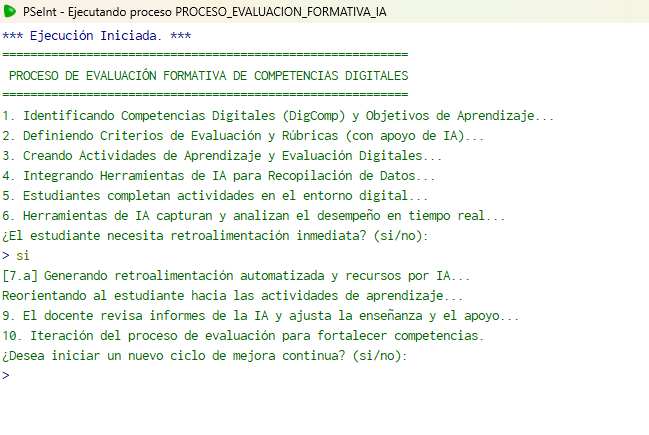 PSeInt - Ejecutando proceso PROCESO_EVALUACION_FORMATIVA_IA
*** Ejecución Iniciada. ***
==========================================================
PROCESO DE EVALUACIÓN FORMATIVA DE COMPETENCIAS DIGITALES
==========================================================
1. Identificando Competencias Digitales (DigComp) y Objetivos de Aprendizaje...
2. Definiendo Criterios de Evaluación y Rúbricas (con apoyo de IA)...
3. Creando Actividades de Aprendizaje y Evaluación Digitales...
4. Integrando Herramientas de IA para Recopilación de Datos...
5. Estudiantes completan actividades en el entorno digital...
6. Herramientas de IA capturan y analizan el desempeño en tiempo real...
¿El estudiante necesita retroalimentación inmediata? (si/no):
> si
[7.a] Generando retroalimentación automatizada y recursos por IA...
Reorientando al estudiante hacia las actividades de aprendizaje...
9. El docente revisa informes de la IA y ajusta la enseñanza y el apoyo...
10. Iteración del proceso de evaluación para fortalecer competencias.
¿Desea iniciar un nuevo ciclo de mejora continua? (si/no):
>